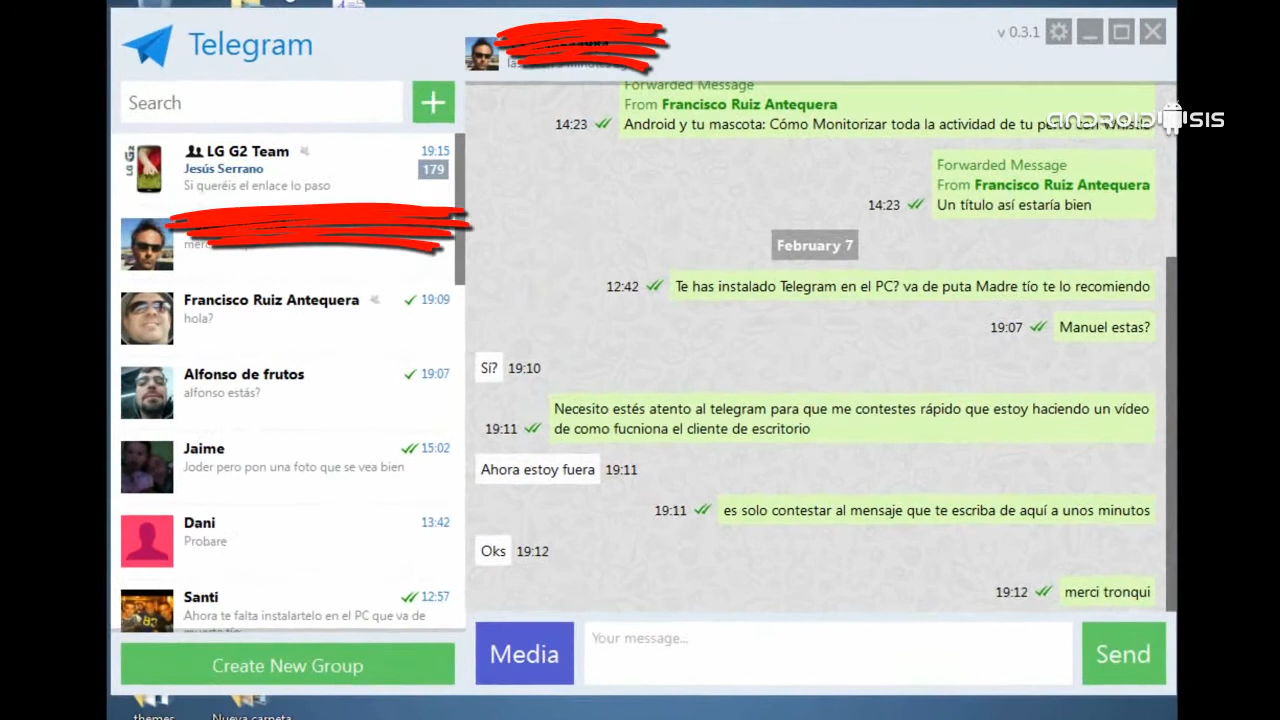 Telegram
v 0.3.1
Search
+
LG G2 Team
19:15
Jesús Serrano
179
Si queréis el enlace lo paso
Francisco Ruiz Antequera
19:09
hola?
Alfonso de frutos
19:07
alfonso estás?
Jaime
15:02
Joder pero pon una foto que se vea bien
Dani
13:42
Probare
Santi
12:57
Ahora te falta instalartelo en el PC que va de
Create New Group
Forwarded Message
From Francisco Ruiz Antequera
14:23 Android y tu mascota: Cómo Monitorizar toda la actividad de tu perro con Whistle
ANDROIDSIS
Forwarded Message
From Francisco Ruiz Antequera
14:23 Un título así estaría bien
February 7
12:42 Te has instalado Telegram en el PC? va de puta Madre tío te lo recomiendo
19:07 Manuel estas?
Sí? 19:10
Necesito estés atento al telegram para que me contestes rápido que estoy haciendo un vídeo
19:11 de como fucniona el cliente de escritorio
Ahora estoy fuera 19:11
19:11 es solo contestar al mensaje que te escriba de aquí a unos minutos
Oks 19:12
19:12 merci tronqui
Media
Your message...
Send
themes
Nueva carpeta